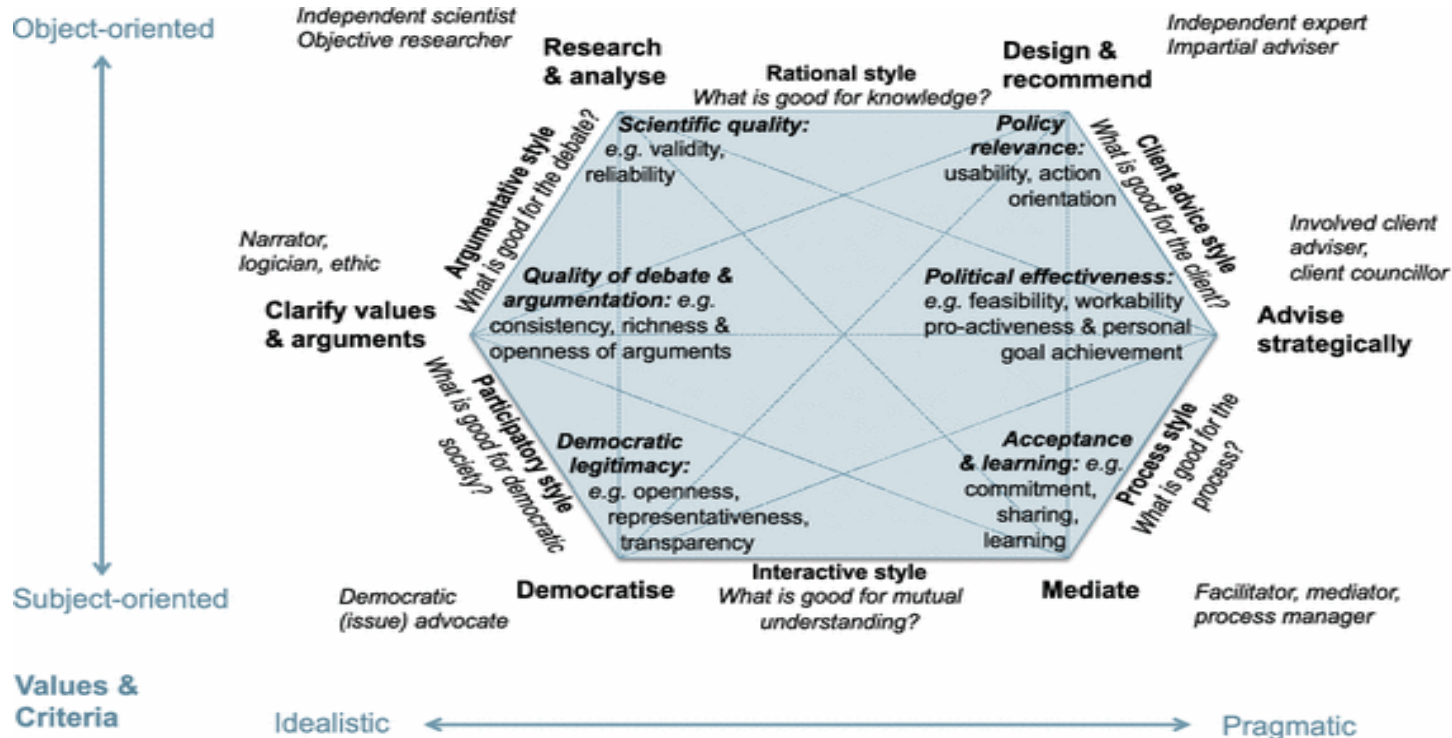 Object-oriented
Independent scientist
Objective researcher
Research
& analyse
Rational style
What is good for knowledge?
Design &
recommend
Independent expert
Impartial adviser
Argumentative style
What is good for the debate?
Scientific quality:
e.g. validity,
reliability
Policy
relevance:
usability, action
orientation
Client advice style
What is good for the client?
Narrator,
logician, ethic
Clarify values
& arguments
Quality of debate &
argumentation: e.g.
consistency, richness &
openness of arguments
Political effectiveness:
e.g. feasibility, workability
pro-activeness & personal
goal achievement
Involved client
adviser,
client councillor
Advise
strategically
Participatory style
What is good for democratic
society?
Democratic
legitimacy:
e.g. openness,
representativeness,
transparency
Acceptance
& learning: e.g.
commitment,
sharing,
learning
Process style
What is good for the
process?
Subject-oriented
Democratic
(issue) advocate
Democratise
Interactive style
What is good for mutual
understanding?
Mediate
Facilitator, mediator,
process manager
Values &
Criteria
Idealistic
Pragmatic